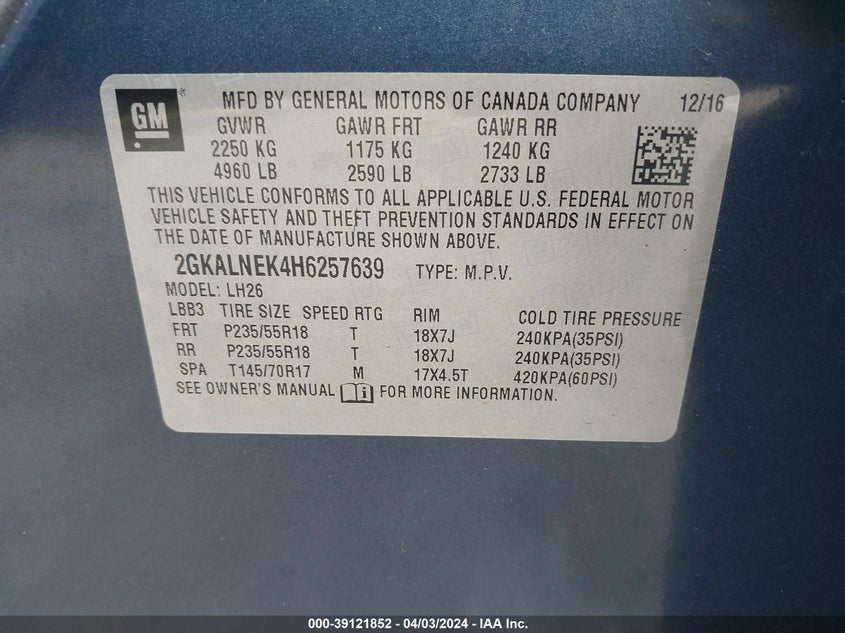 GM ® MFD BY GENERAL MOTORS OF CANADA COMPANY 12/16
GVWR GAWR FRT GAWR RR
2250 KG 1175 KG 1240 KG
4960 LB 2590 LB 2733 LB
THIS VEHICLE CONFORMS TO ALL APPLICABLE U.S. FEDERAL MOTOR
VEHICLE SAFETY AND THEFT PREVENTION STANDARDS IN EFFECT ON
THE DATE OF MANUFACTURE SHOWN ABOVE.
2GKALNEK4H6257639 TYPE: M.P.V.
MODEL: LH26
LBB3 TIRE SIZE SPEED RTG RIM COLD TIRE PRESSURE
FRT P235/55R18 T 18X7J 240KPA(35PSI)
RR P235/55R18 T 18X7J 240KPA(35PSI)
SPA T145/70R17 M 17X4.5T 420KPA(60PSI)
SEE OWNER'S MANUAL FOR MORE INFORMATION.
000-39121852 - 04/03/2024 - IAA Inc.